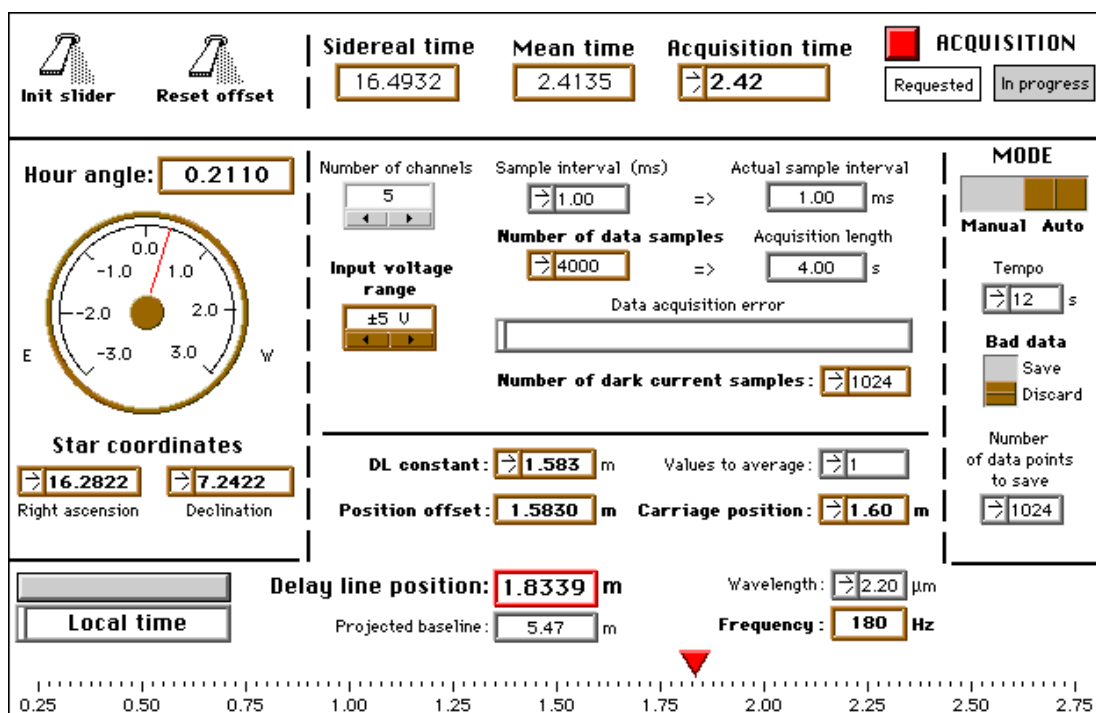 Sidereal time Mean time Acquisition time ACQUISITION
Init slider Reset offset 16.4932 2.4135 2.42 Requested In progress
Hour angle: 0.2110
0.0
-1.0 1.0
-2.0 2.0
-3.0 3.0
E W
Star coordinates
16.2822 7.2422
Right ascension Declination
Number of channels Sample interval (ms) Actual sample interval
5 1.00 => 1.00 ms
Number of data samples Acquisition length
4000 => 4.00 s
Input voltage
range
±5 V
Data acquisition error
Number of dark current samples: 1024
DL constant: 1.583 m Values to average: 1
Position offset: 1.5830 m Carriage position: 1.60 m
MODE
Manual Auto
Tempo
12 s
Bad data
Save
Discard
Number
of data points
to save
1024
Local time
Delay line position: 1.8339 m Wavelength: 2.20 µm
Projected baseline: 5.47 m Frequency: 180 Hz
0.25 0.50 0.75 1.00 1.25 1.50 1.75 2.00 2.25 2.50 2.75